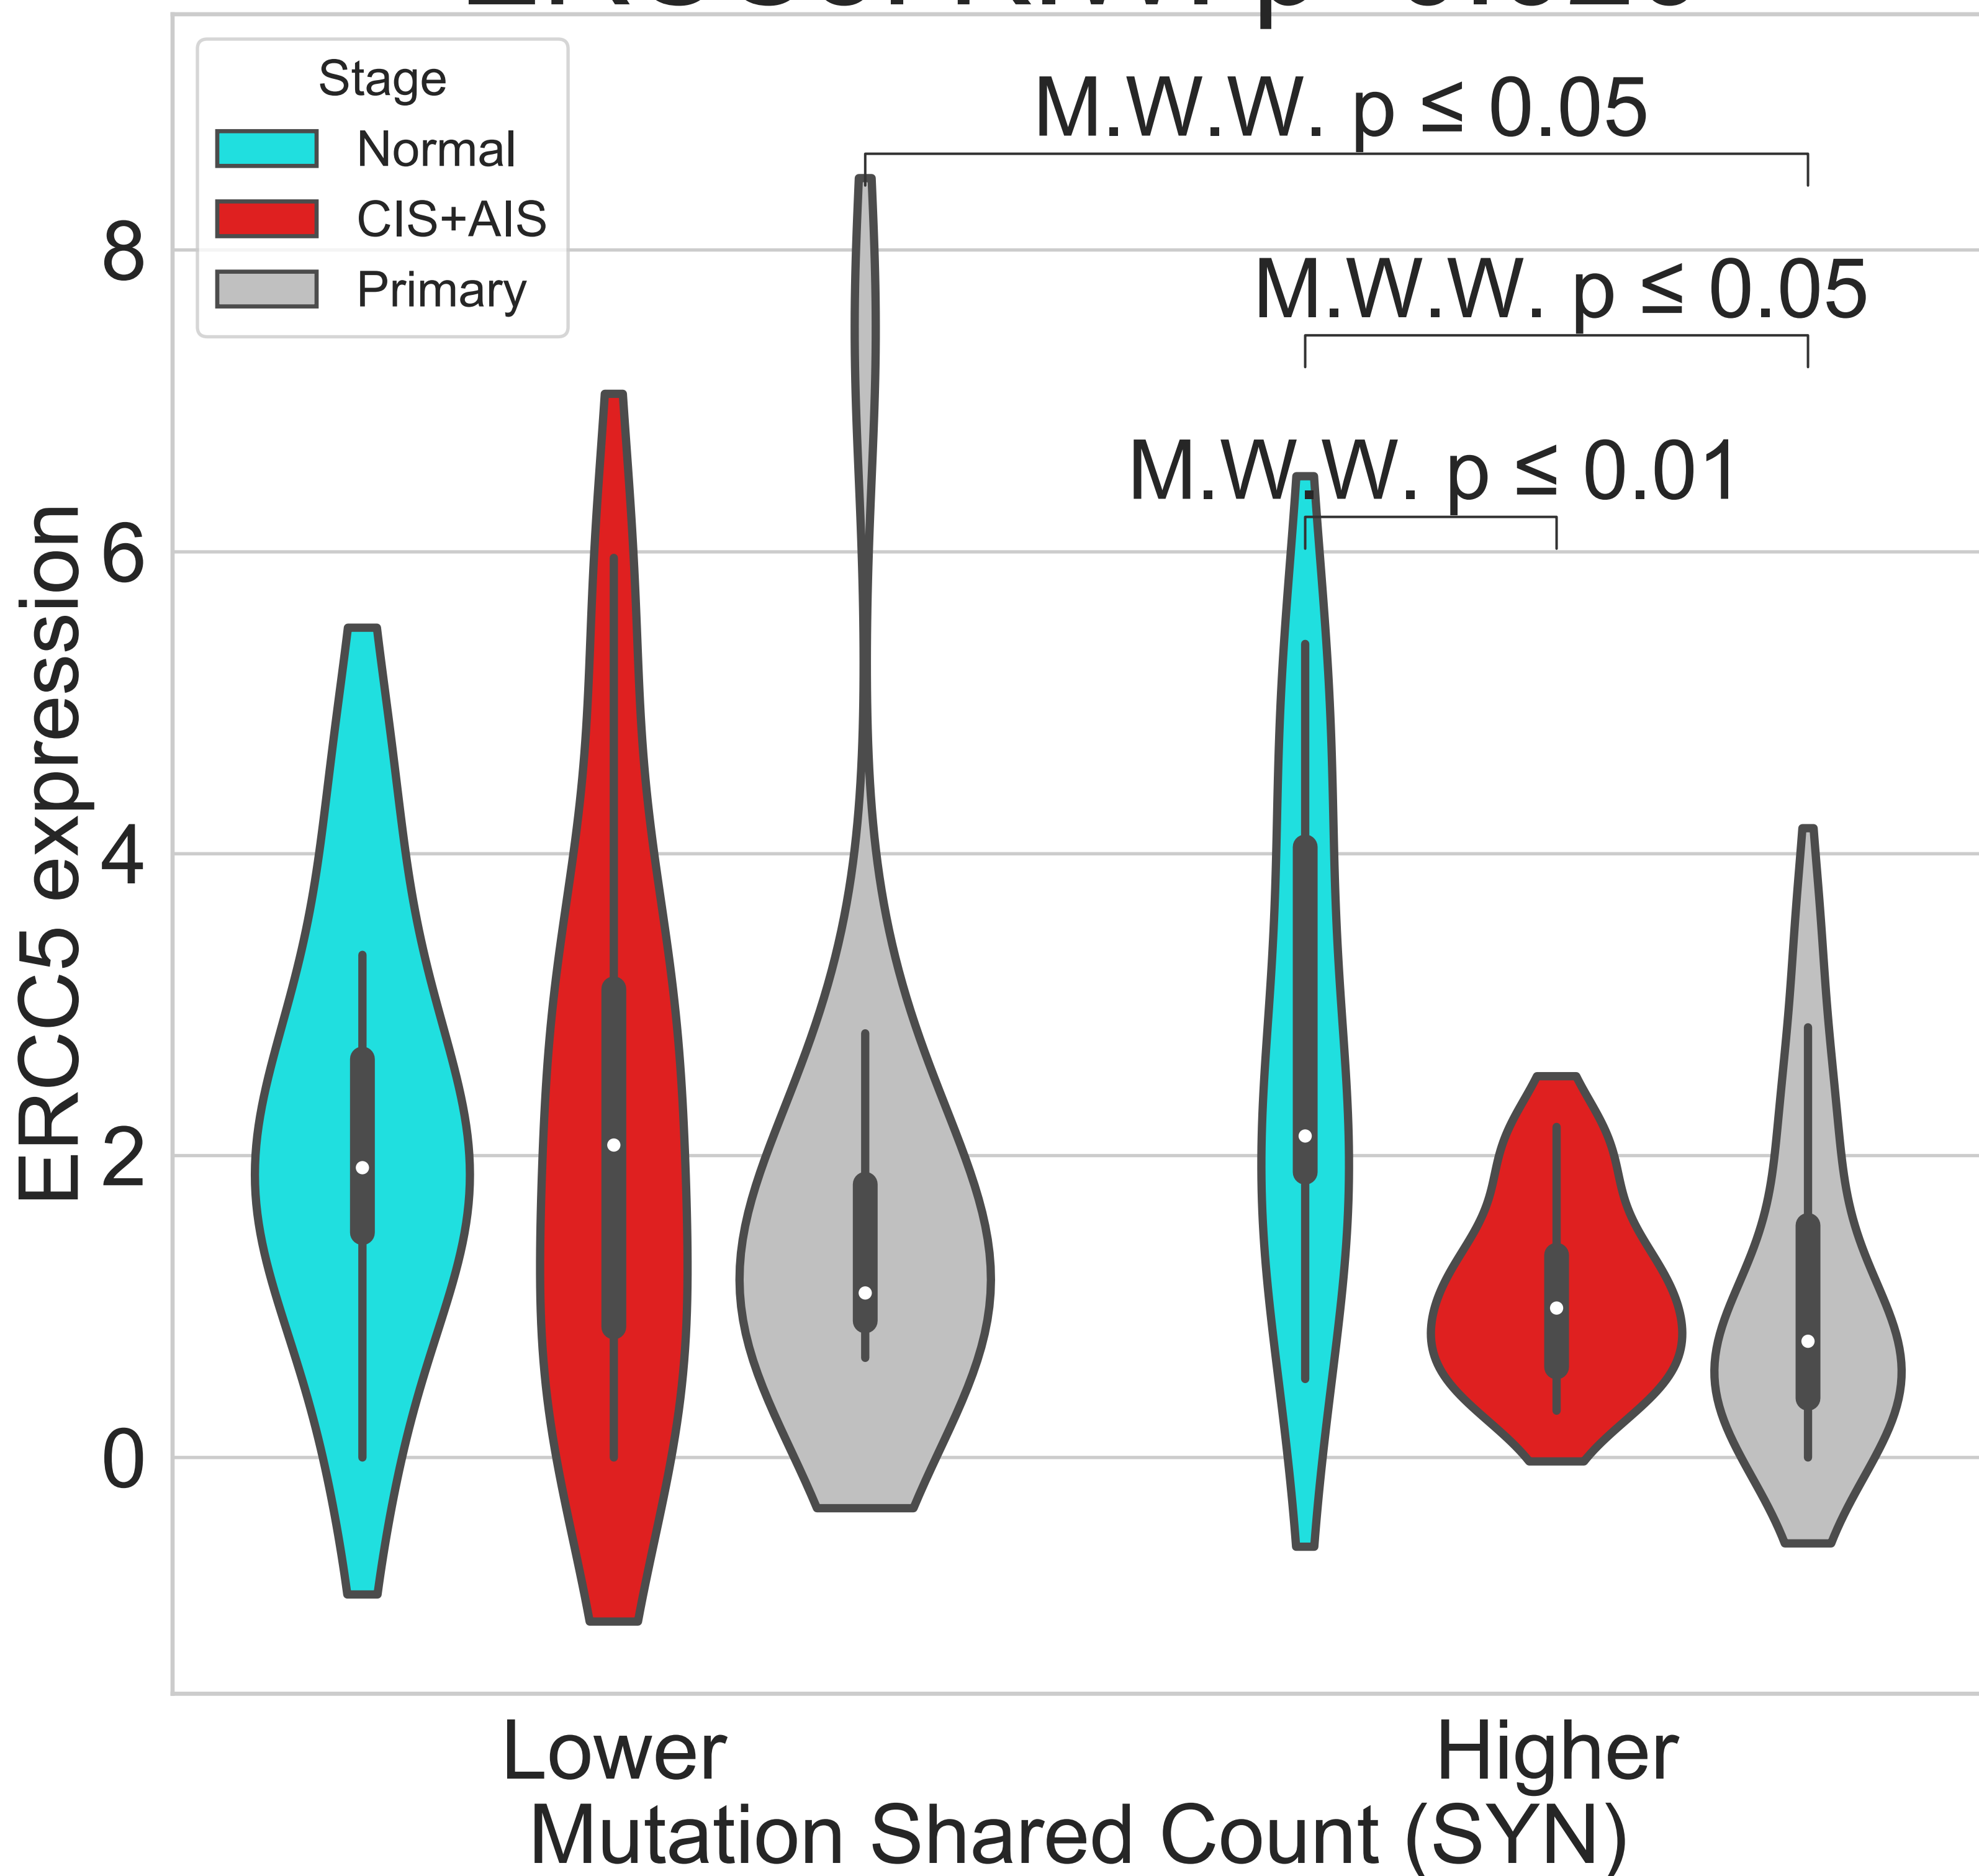 Stage
Normal
CIS+AIS
Primary
M.W.W. p ≤ 0.05
M.W.W. p ≤ 0.05
M.W.W. p ≤ 0.01
8
6
4
2
0
ERCC5 expression
Lower
Higher
Mutation Shared Count (SYN)